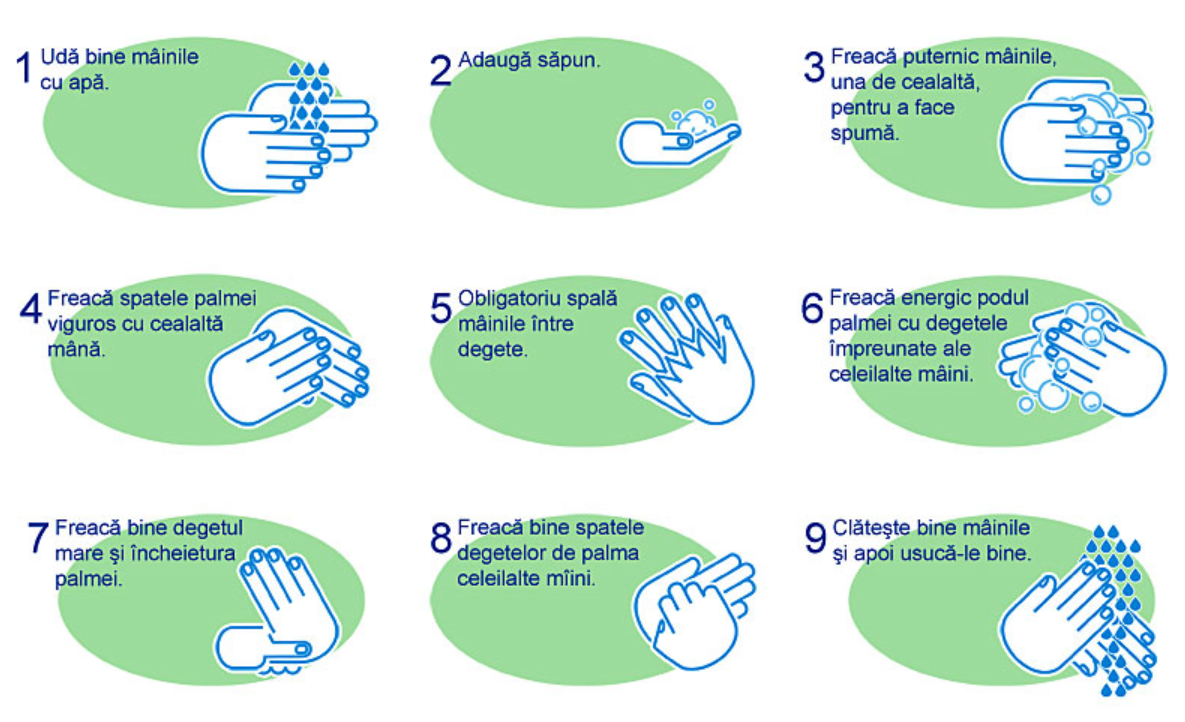 1 Udă bine mâinile
cu apă.
2 Adaugă săpun.
3 Freacă puternic mâinile,
una de cealaltă,
pentru a face
spumă.
4 Freacă spatele palmei
viguros cu cealaltă
mână.
5 Obligatoriu spală
mâinile între
degete.
6 Freacă energic podul
palmei cu degetele
împreunate ale
celeilalte mâini.
7 Freacă bine degetul
mare şi încheietura
palmei.
8 Freacă bine spatele
degetelor de palma
celeilalte mîini.
9 Clăteşte bine mâinile
şi apoi usucă-le bine.